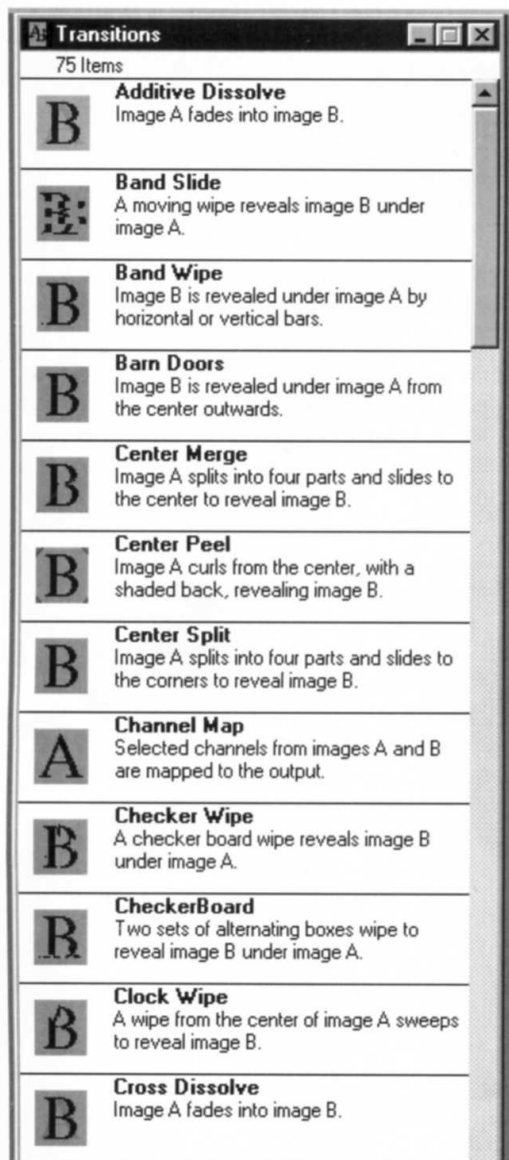 Transitions
75 Items
B
Additive Dissolve
Image A fades into image B.
Band Slide
A moving wipe reveals image B under
image A.
B
Band Wipe
Image B is revealed under image A by
horizontal or vertical bars.
B
Barn Doors
Image B is revealed under image A from
the center outwards.
B
Center Merge
Image A splits into four parts and slides to
the center to reveal image B.
B
Center Peel
Image A curls from the center, with a
shaded back, revealing image B.
B
Center Split
Image A splits into four parts and slides to
the corners to reveal image B.
A
Channel Map
Selected channels from images A and B
are mapped to the output.
B
Checker Wipe
A checker board wipe reveals image B
under image A.
CheckerBoard
Two sets of alternating boxes wipe to
reveal image B under image A.
B
Clock Wipe
A wipe from the center of image A sweeps
to reveal image B.
B
Cross Dissolve
Image A fades into image B.